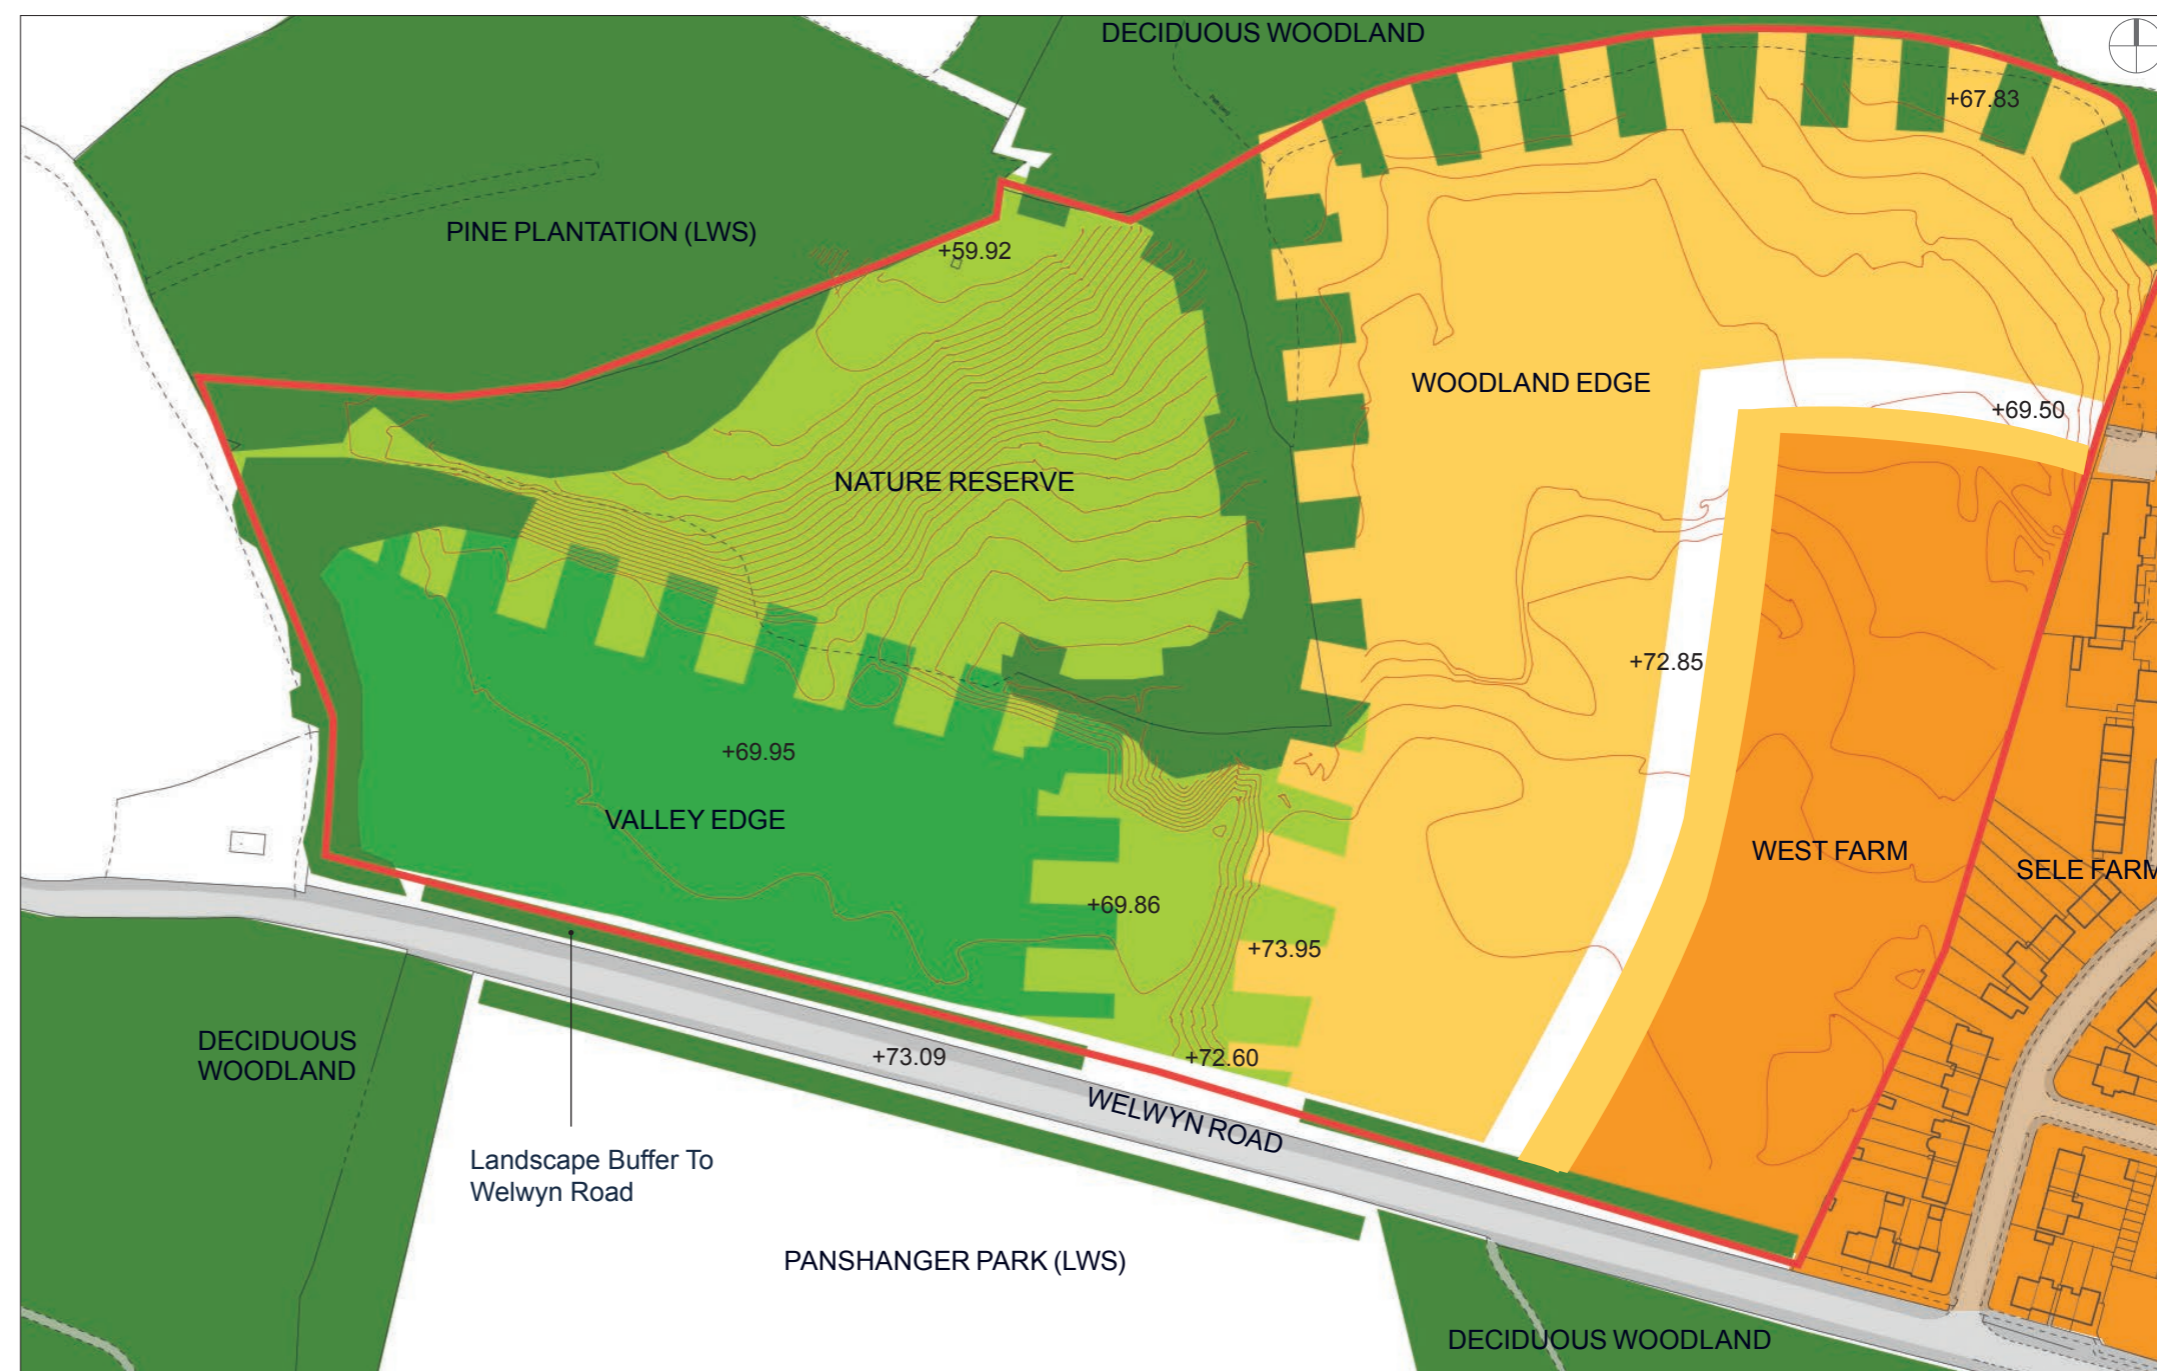 DECIDUOUS WOODLAND
+67.83
PINE PLANTATION (LWS)
+59.92
WOODLAND EDGE
+69.50
NATURE RESERVE
+72.85
+69.95
VALLEY EDGE
WEST FARM
SELE FARM
+69.86
+73.95
DECIDUOUS
WOODLAND
+73.09
+72.60
WELWYN ROAD
Landscape Buffer To
Welwyn Road
PANSHANGER PARK (LWS)
DECIDUOUS WOODLAND